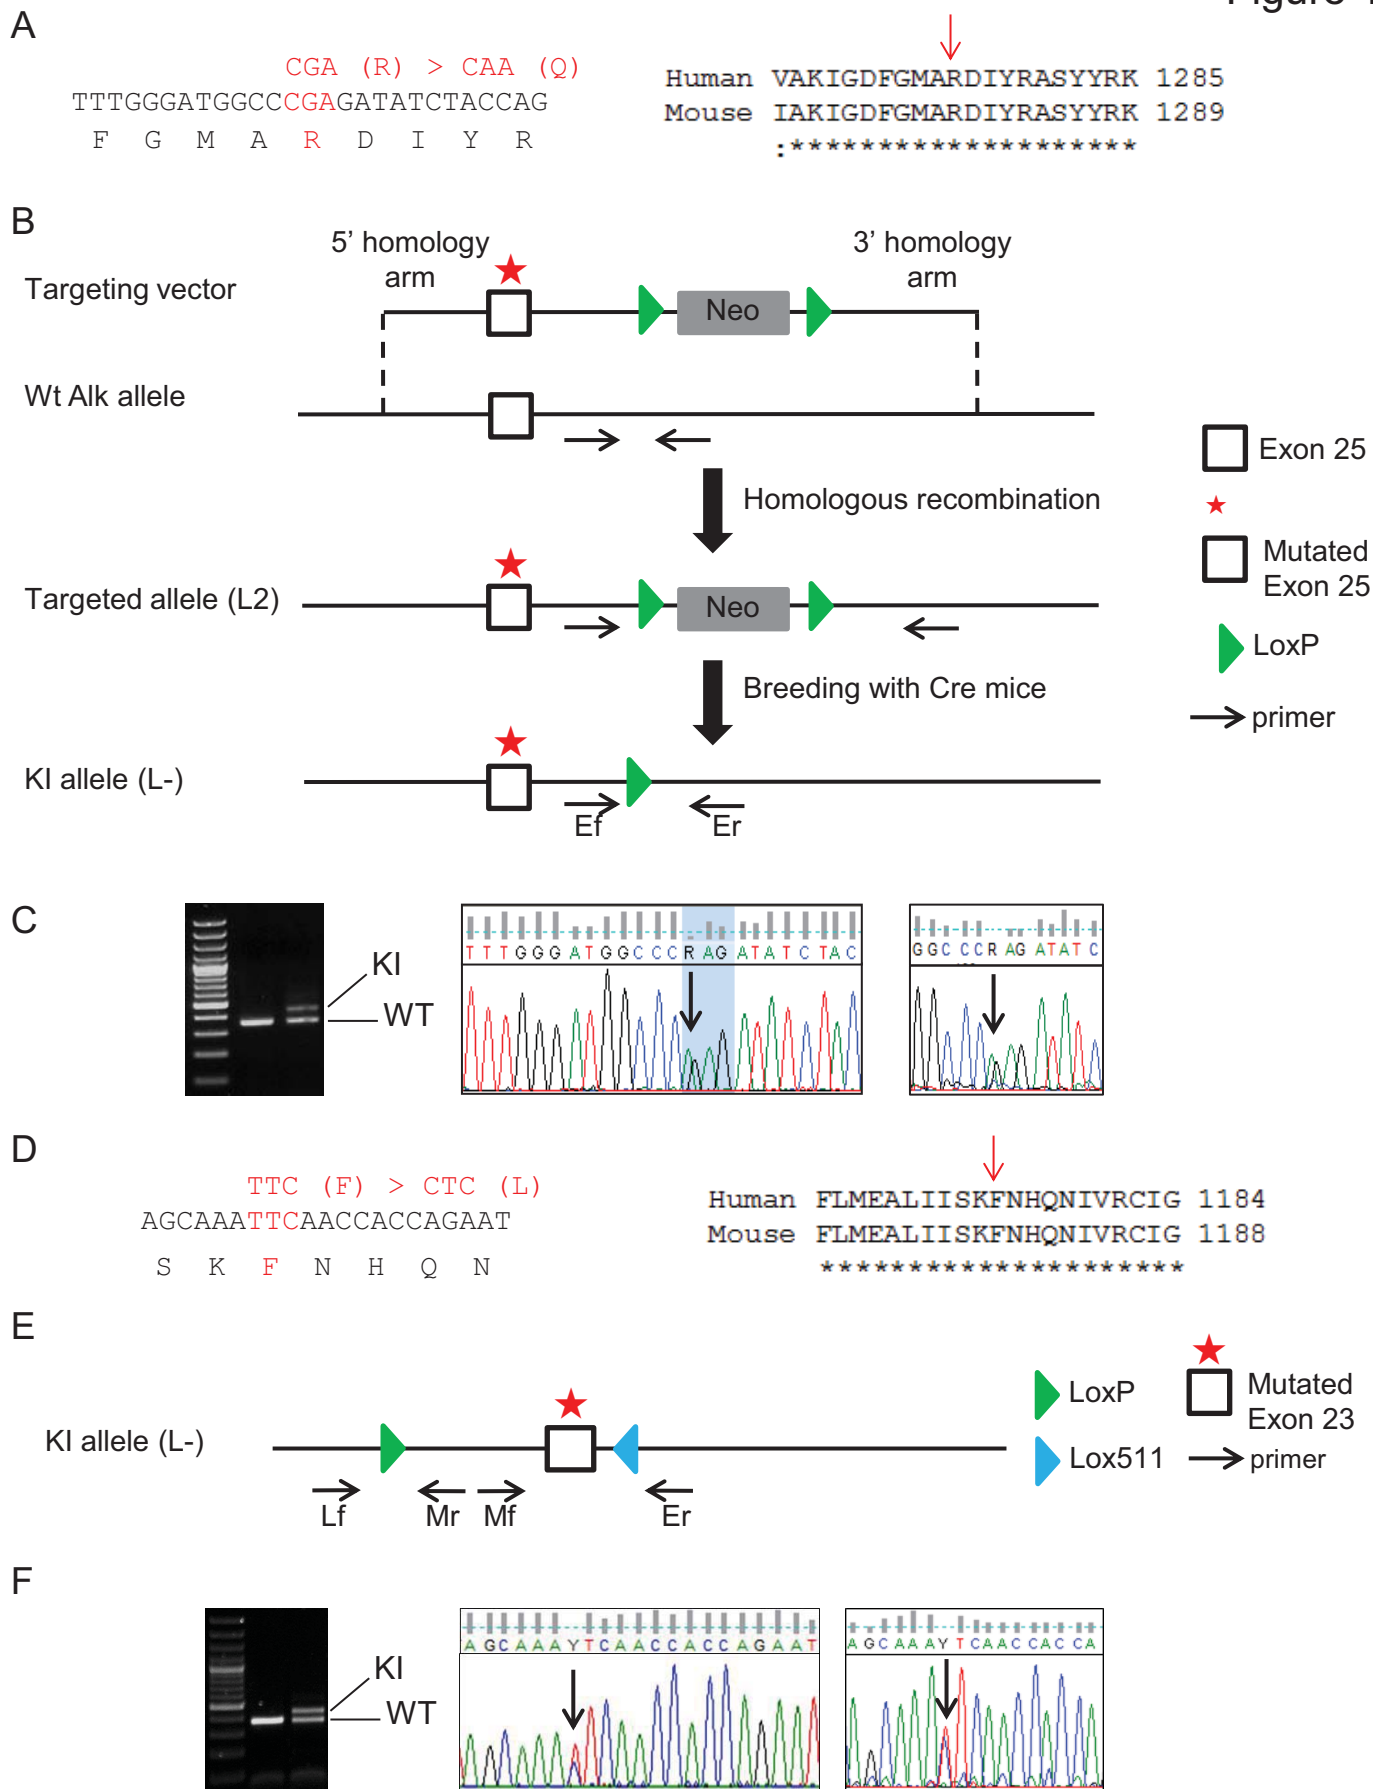 Figure
A
CGA (R) > CAA (Q)
TTTGGGATGGCCCGAGATATCTACCAG
F G M A R D I Y R
Human VAKIGDFGMARDIYRASYYRK 1285
Mouse IAKIGDFGMARDIYRASYYRK 1289
:********************
B
5’ homology arm
3’ homology arm
Targeting vector
Neo
Wt Alk allele
Homologous recombination
Targeted allele (L2)
Neo
Breeding with Cre mice
KI allele (L-)
Ef
Er
Exon 25
Mutated
Exon 25
LoxP
primer
C
KI
WT
TTTGGGATGGCCCRAGATATCTAC
GGCCCRAGATATC
D
TTC (F) > CTC (L)
AGCAAATTCAACCACCAGAAT
S K F N H Q N
Human FLMEALIISKFNHQNIVRCIG 1184
Mouse FLMEALIISKFNHQNIVRCIG 1188
*********************
E
KI allele (L-)
Lf
Mr
Mf
Er
LoxP
Lox511
Mutated
Exon 23
primer
F
KI
WT
AGCAAAYTCAACCACCAGAAT
AGCAAAYTCAACCACCA